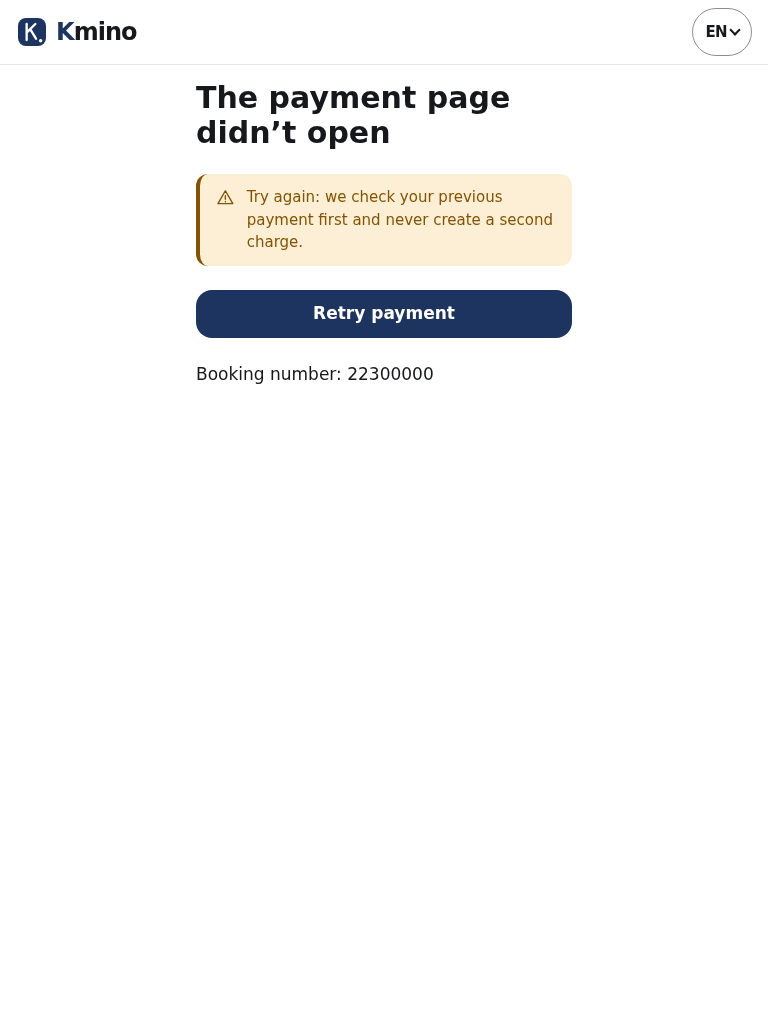 K. Kmino
EN
The payment page
didn’t open
Try again: we check your previous
payment first and never create a second
charge.
Retry payment
Booking number: 22300000